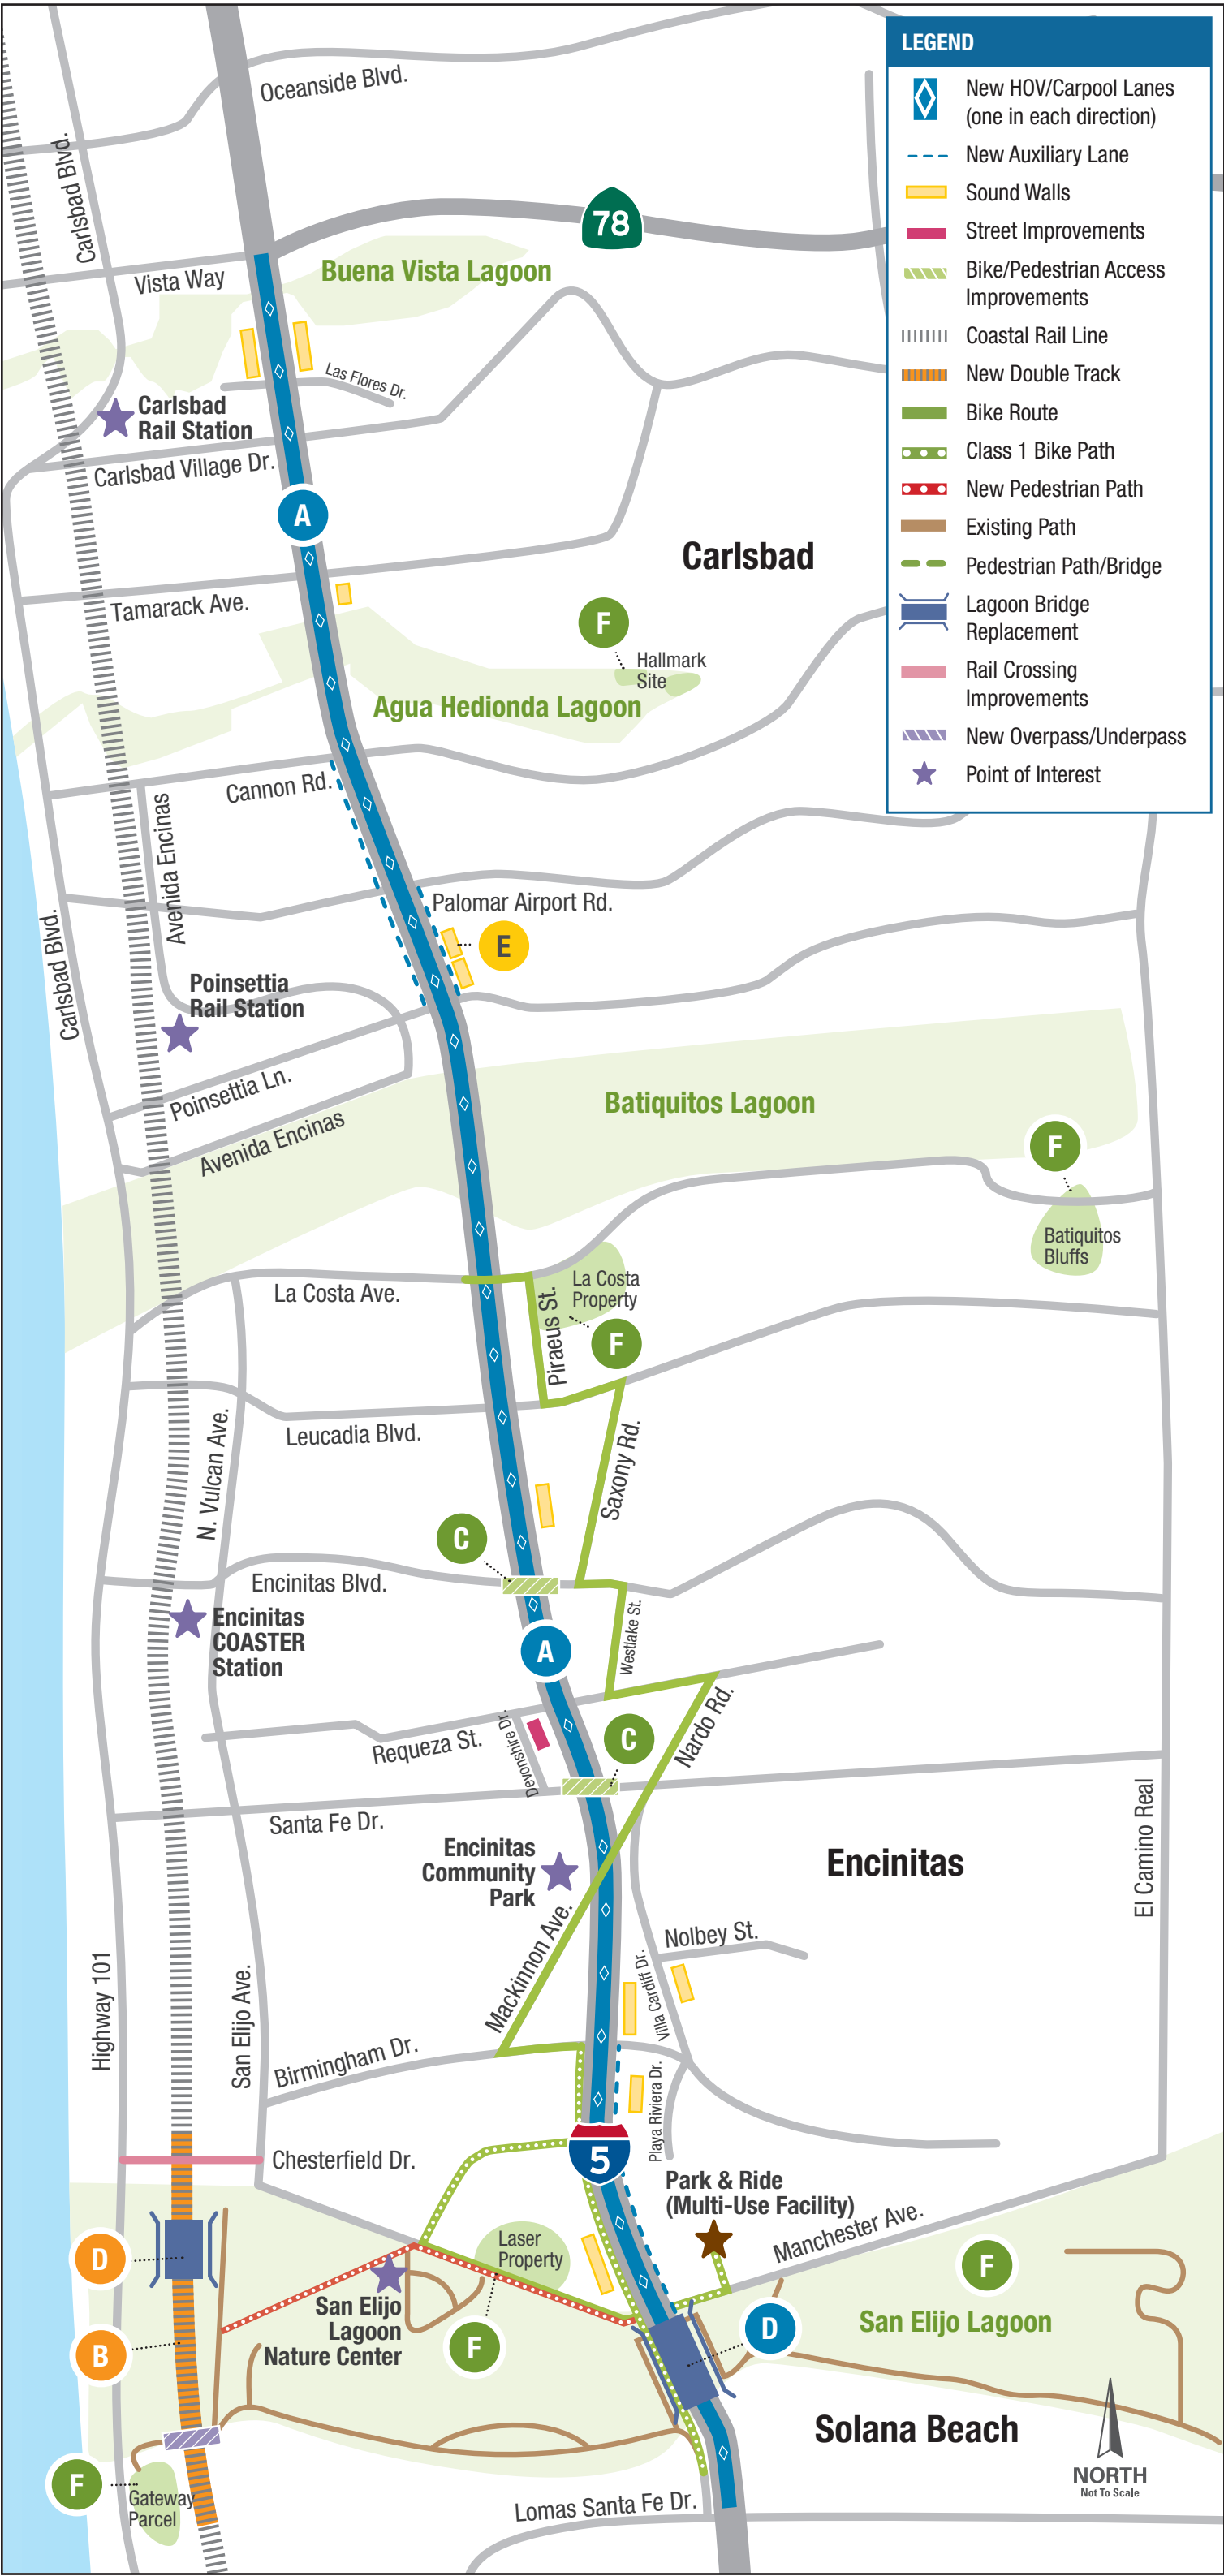 LEGEND
New HOV/Carpool Lanes
(one in each direction)
New Auxiliary Lane
Sound Walls
Street Improvements
Bike/Pedestrian Access
Improvements
Coastal Rail Line
New Double Track
Bike Route
Class 1 Bike Path
New Pedestrian Path
Existing Path
Pedestrian Path/Bridge
Lagoon Bridge
Replacement
Rail Crossing
Improvements
New Overpass/Underpass
Point of Interest
Oceanside Blvd.
Carlsbad Blvd.
78
Vista Way
Buena Vista Lagoon
Las Flores Dr.
Carlsbad
Rail Station
Carlsbad Village Dr.
A
Carlsbad
Tamarack Ave.
F
Hallmark
Site
Agua Hedionda Lagoon
Cannon Rd.
Avenida Encinas
Palomar Airport Rd.
E
Carlsbad Blvd.
Poinsettia
Rail Station
Poinsettia Ln.
Batiquitos Lagoon
Avenida Encinas
F
Batiquitos
Bluffs
La Costa Ave.
La Costa
Property
Piraeus St.
F
Leucadia Blvd.
N. Vulcan Ave.
Saxony Rd.
C
Encinitas Blvd.
Encinitas
COASTER
Station
Westlake St.
A
Requeza St.
Devonshire Dr.
C
Nardo Rd.
Santa Fe Dr.
Encinitas
Community
Park
Encinitas
El Camino Real
Mackinnon Ave.
Nolbey St.
Villa Cardiff Dr.
Highway 101
San Elijo Ave.
Birmingham Dr.
Playa Riviera Dr.
5
Chesterfield Dr.
Park & Ride
(Multi-Use Facility)
Manchester Ave.
D
Laser
Property
F
San Elijo Lagoon
San Elijo
Lagoon
Nature Center
F
D
B
Solana Beach
NORTH
Not To Scale
F
Gateway
Parcel
Lomas Santa Fe Dr.